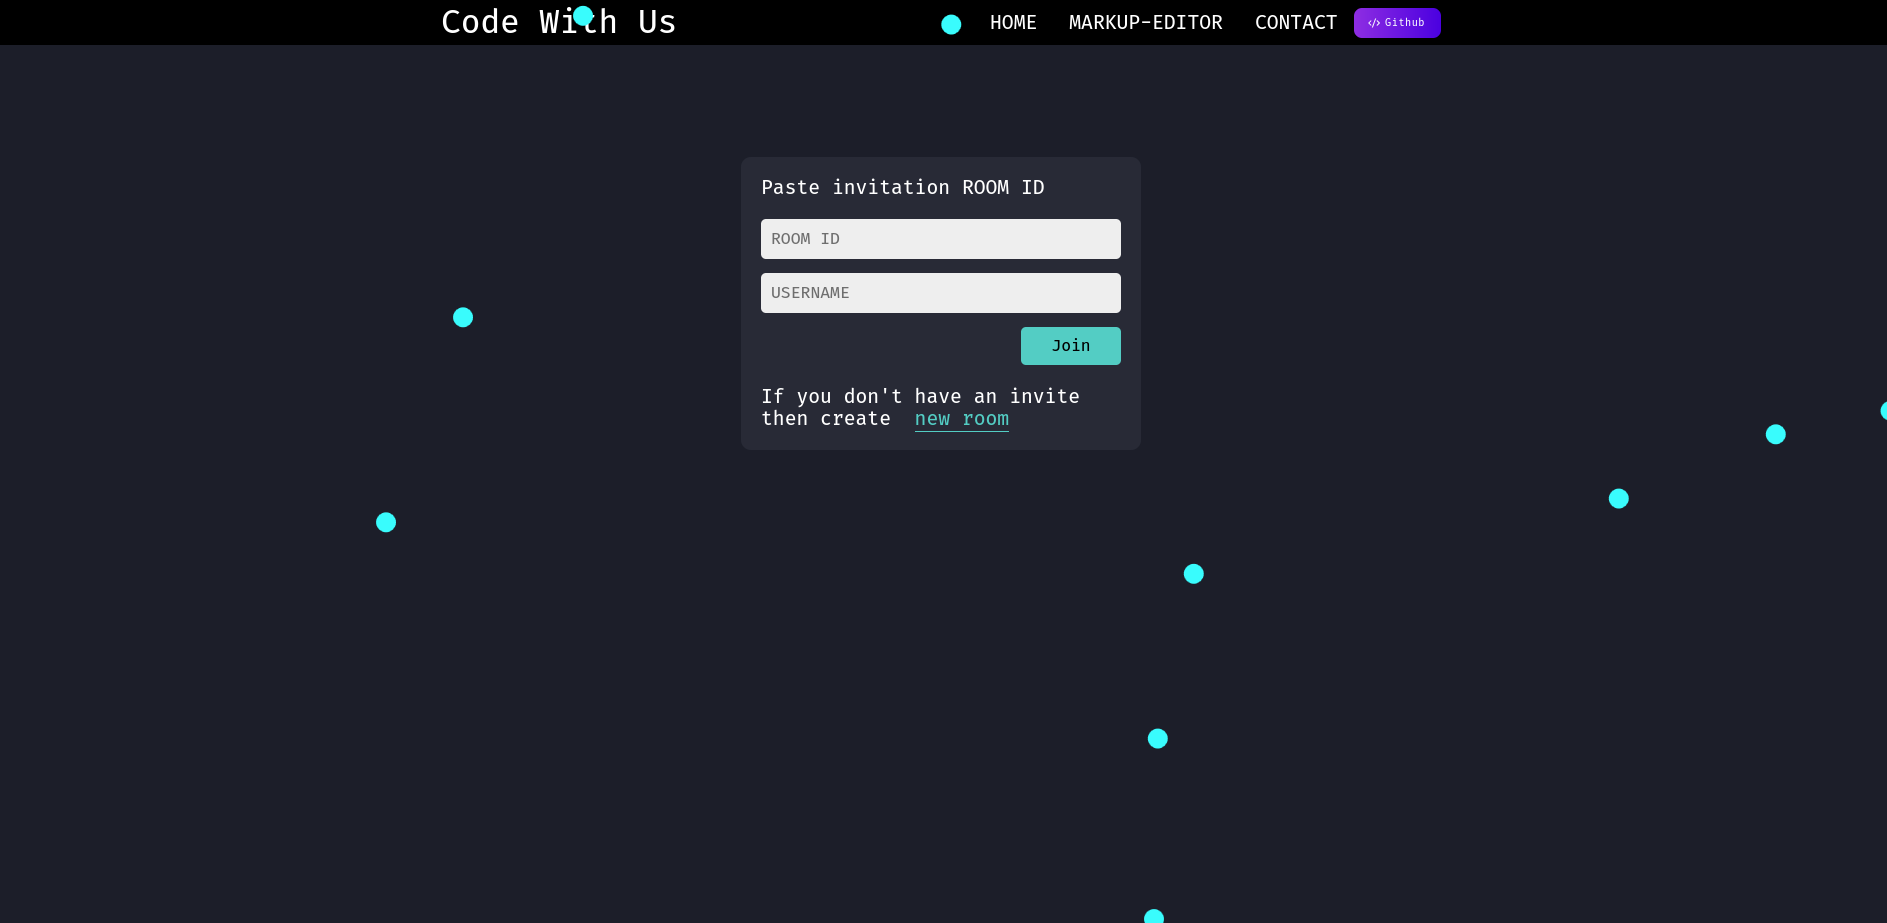 Code With Us
HOME MARKUP-EDITOR CONTACT </> Github
Paste invitation ROOM ID
ROOM ID
USERNAME
Join
If you don't have an invite
then create new room